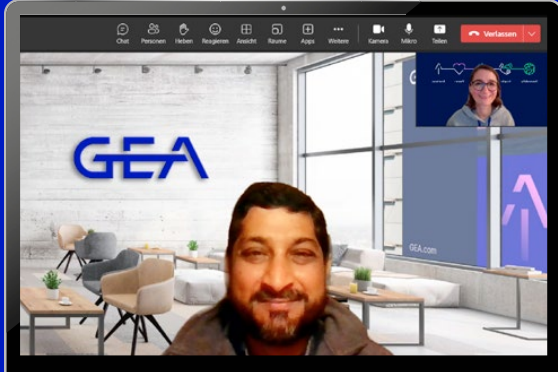 Chat Personen Heben Reagieren Ansicht Räume Apps Weitere Kamera Mikro Teilen Verlassen
GEA
G
GEA.com